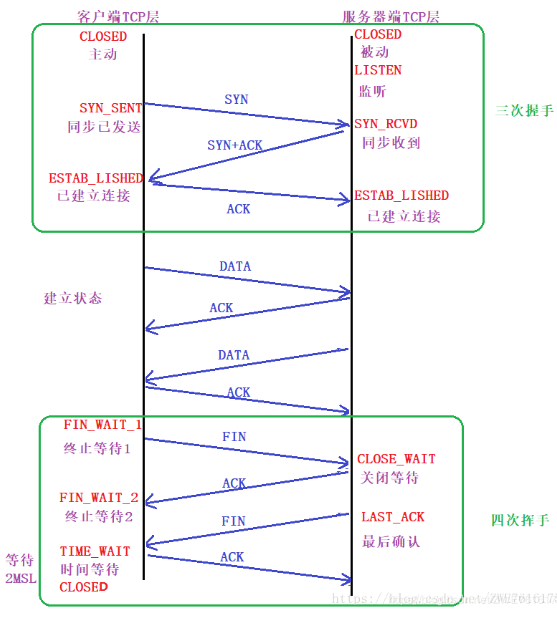 客户端TCP层
服务器端TCP层
CLOSED
主动
CLOSED
被动
LISTEN
监听
SYN
SYN_SENT
同步已发送
SYN_RCVD
同步收到
三次握手
SYN+ACK
ESTAB_LISHED
已建立连接
ESTAB_LISHED
已建立连接
ACK
DATA
建立状态
ACK
DATA
ACK
FIN_WAIT_1
终止等待1
FIN
CLOSE_WAIT
关闭等待
ACK
FIN_WAIT_2
终止等待2
FIN
LAST_ACK
最后确认
四次挥手
TIME_WAIT
时间等待
ACK
等待
2MSL
CLOSED